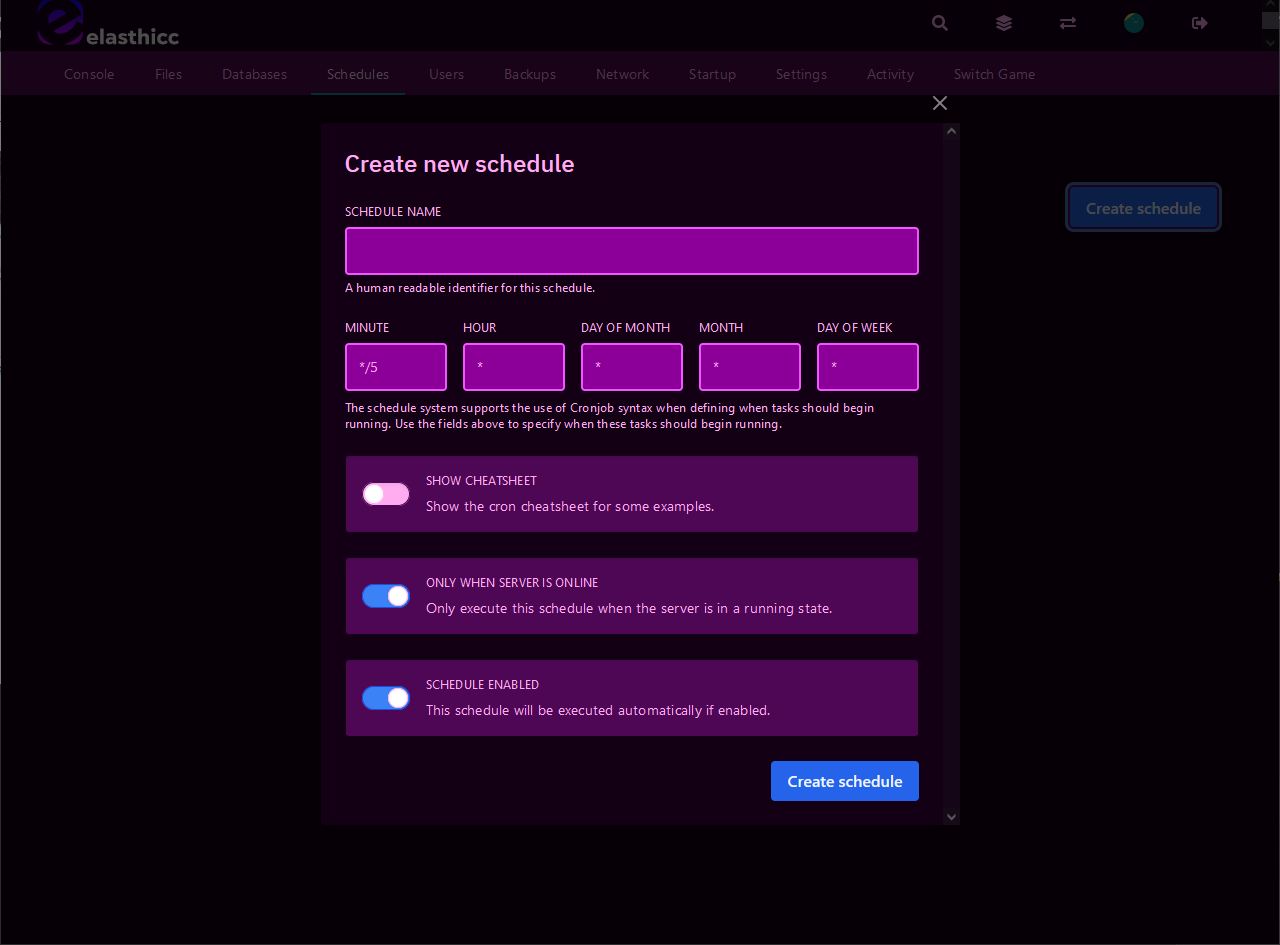 elasthicc
Console Files Databases Schedules Users Backups Network Startup Settings Activity Switch Game
Create new schedule
Create schedule
SCHEDULE NAME
A human readable identifier for this schedule.
MINUTE HOUR DAY OF MONTH MONTH DAY OF WEEK
*/5 * * * *
The schedule system supports the use of Cronjob syntax when defining when tasks should begin
running. Use the fields above to specify when these tasks should begin running.
SHOW CHEATSHEET
Show the cron cheatsheet for some examples.
ONLY WHEN SERVER IS ONLINE
Only execute this schedule when the server is in a running state.
SCHEDULE ENABLED
This schedule will be executed automatically if enabled.
Create schedule